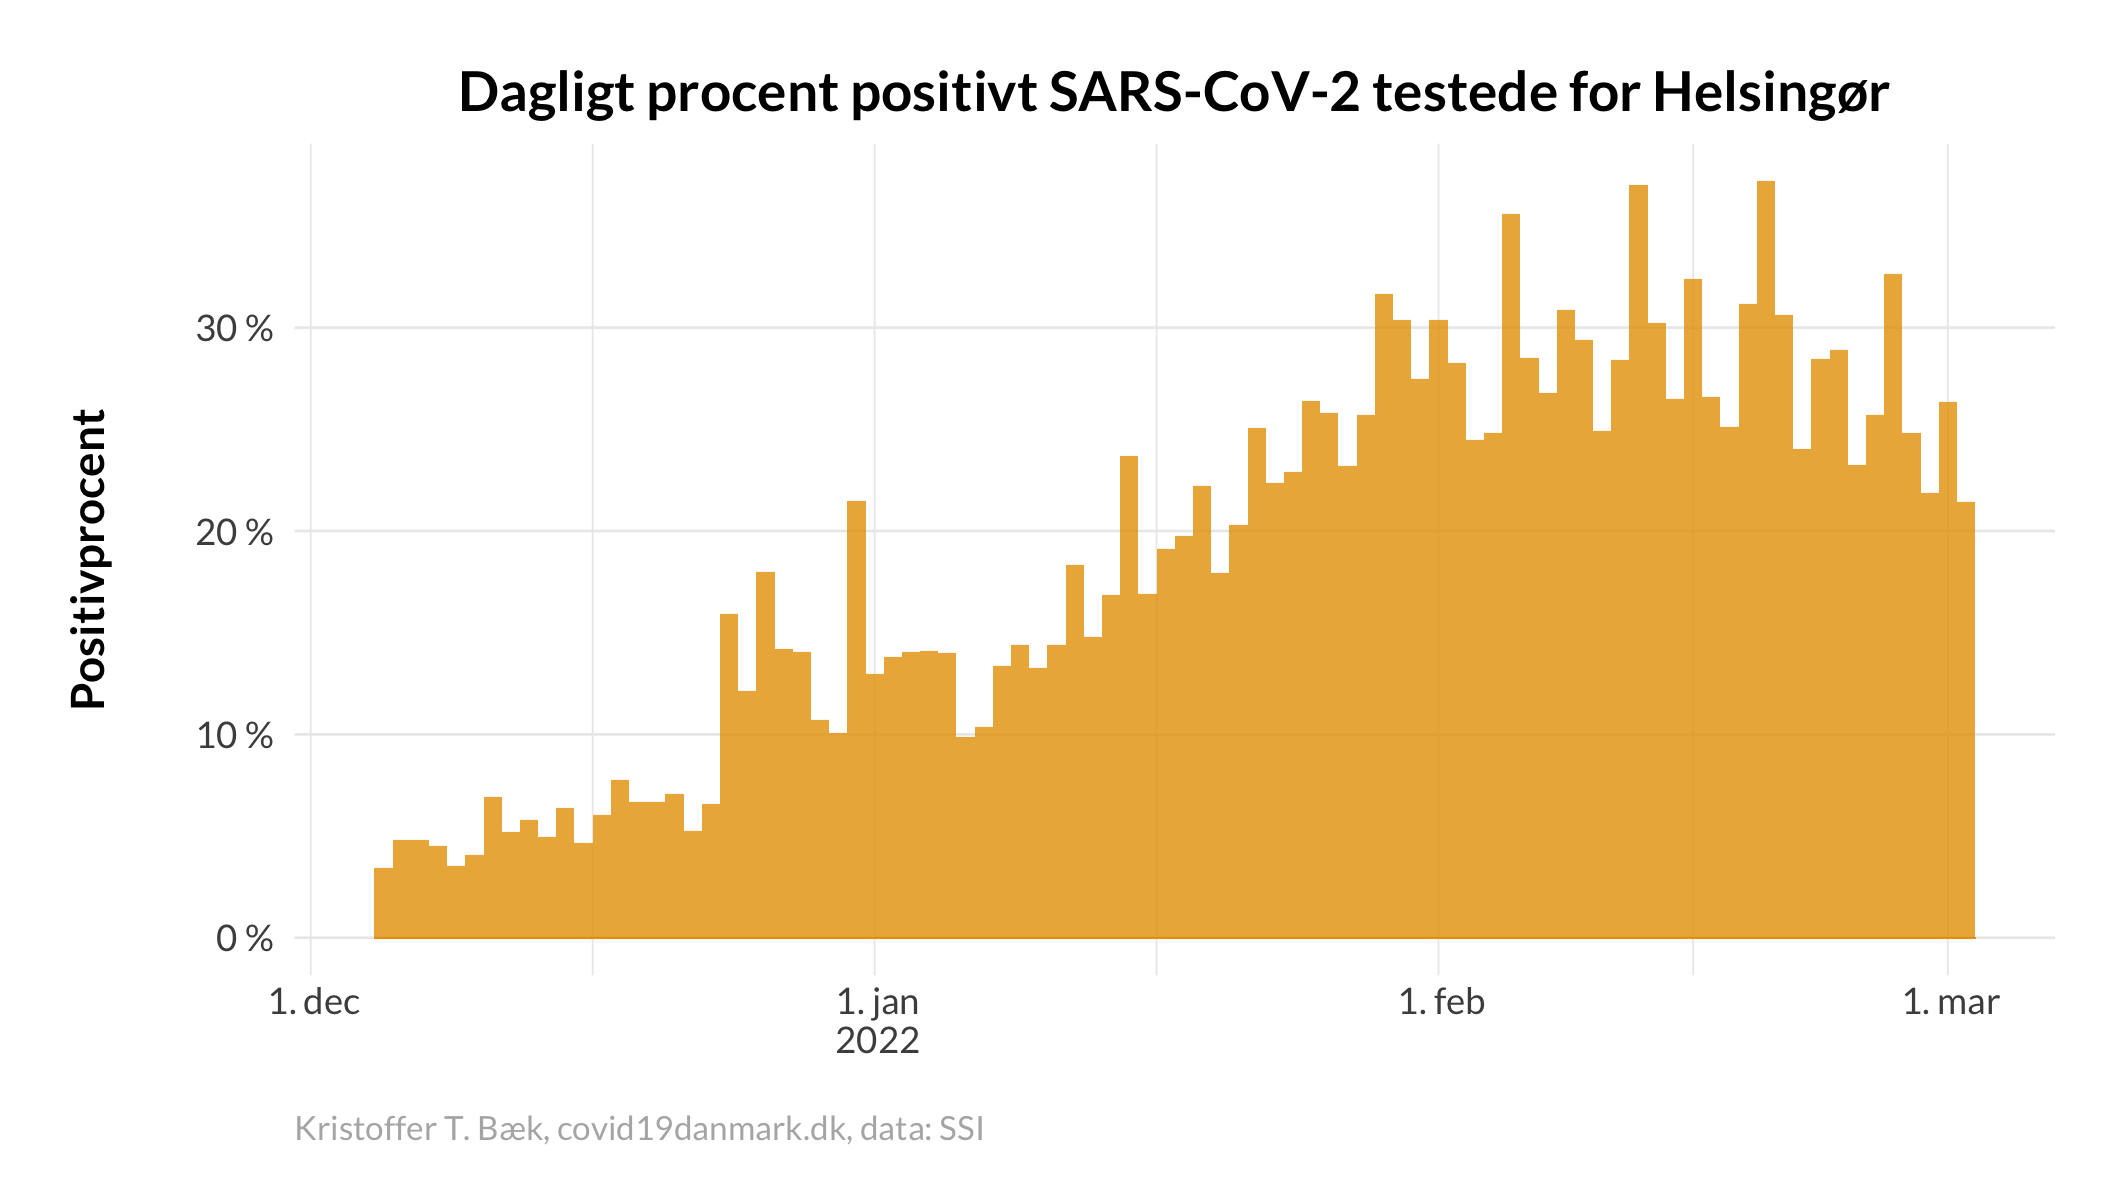 Dagligt procent positivt SARS-CoV-2 testede for Helsingør
Positivprocent
30 %
20 %
10 %
0 %
1. dec
1. jan
2022
1. feb
1. mar
Kristoffer T. Bæk, covid19danmark.dk, data: SSI